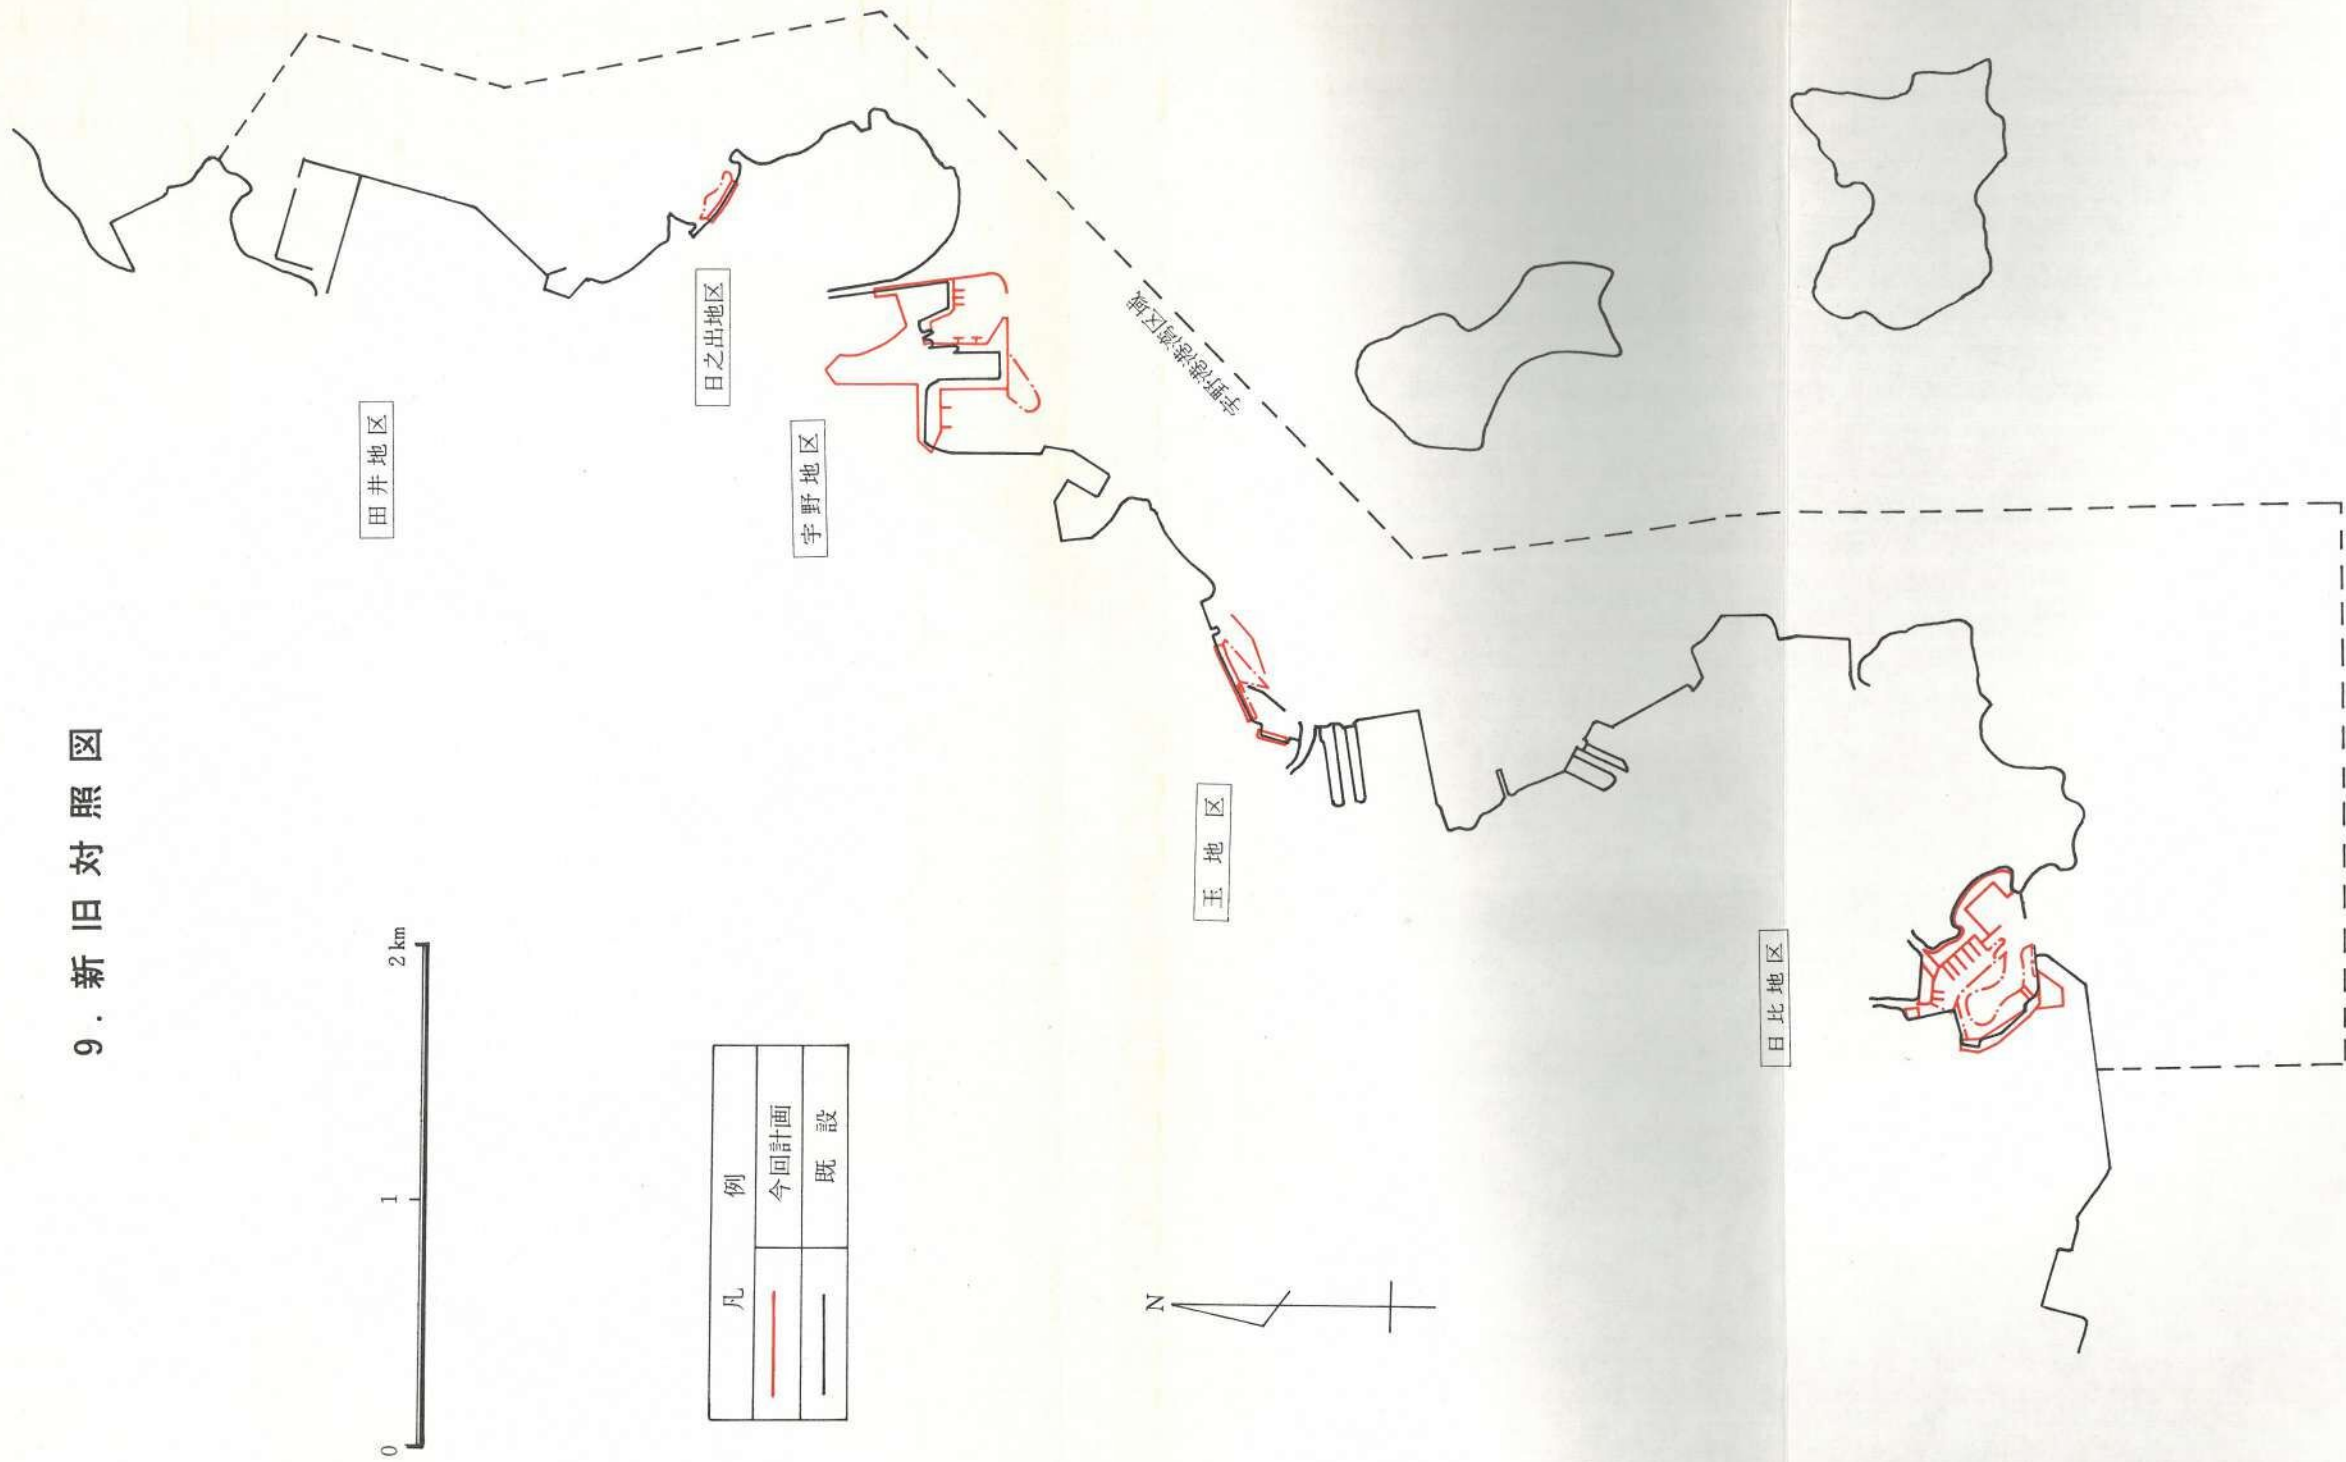 9. 新旧対照図
0 1 2km
凡例
今回計画
既設
N
田井地区
日之出地区
宇野地区
宇野港港湾区域
玉地区
日比地区